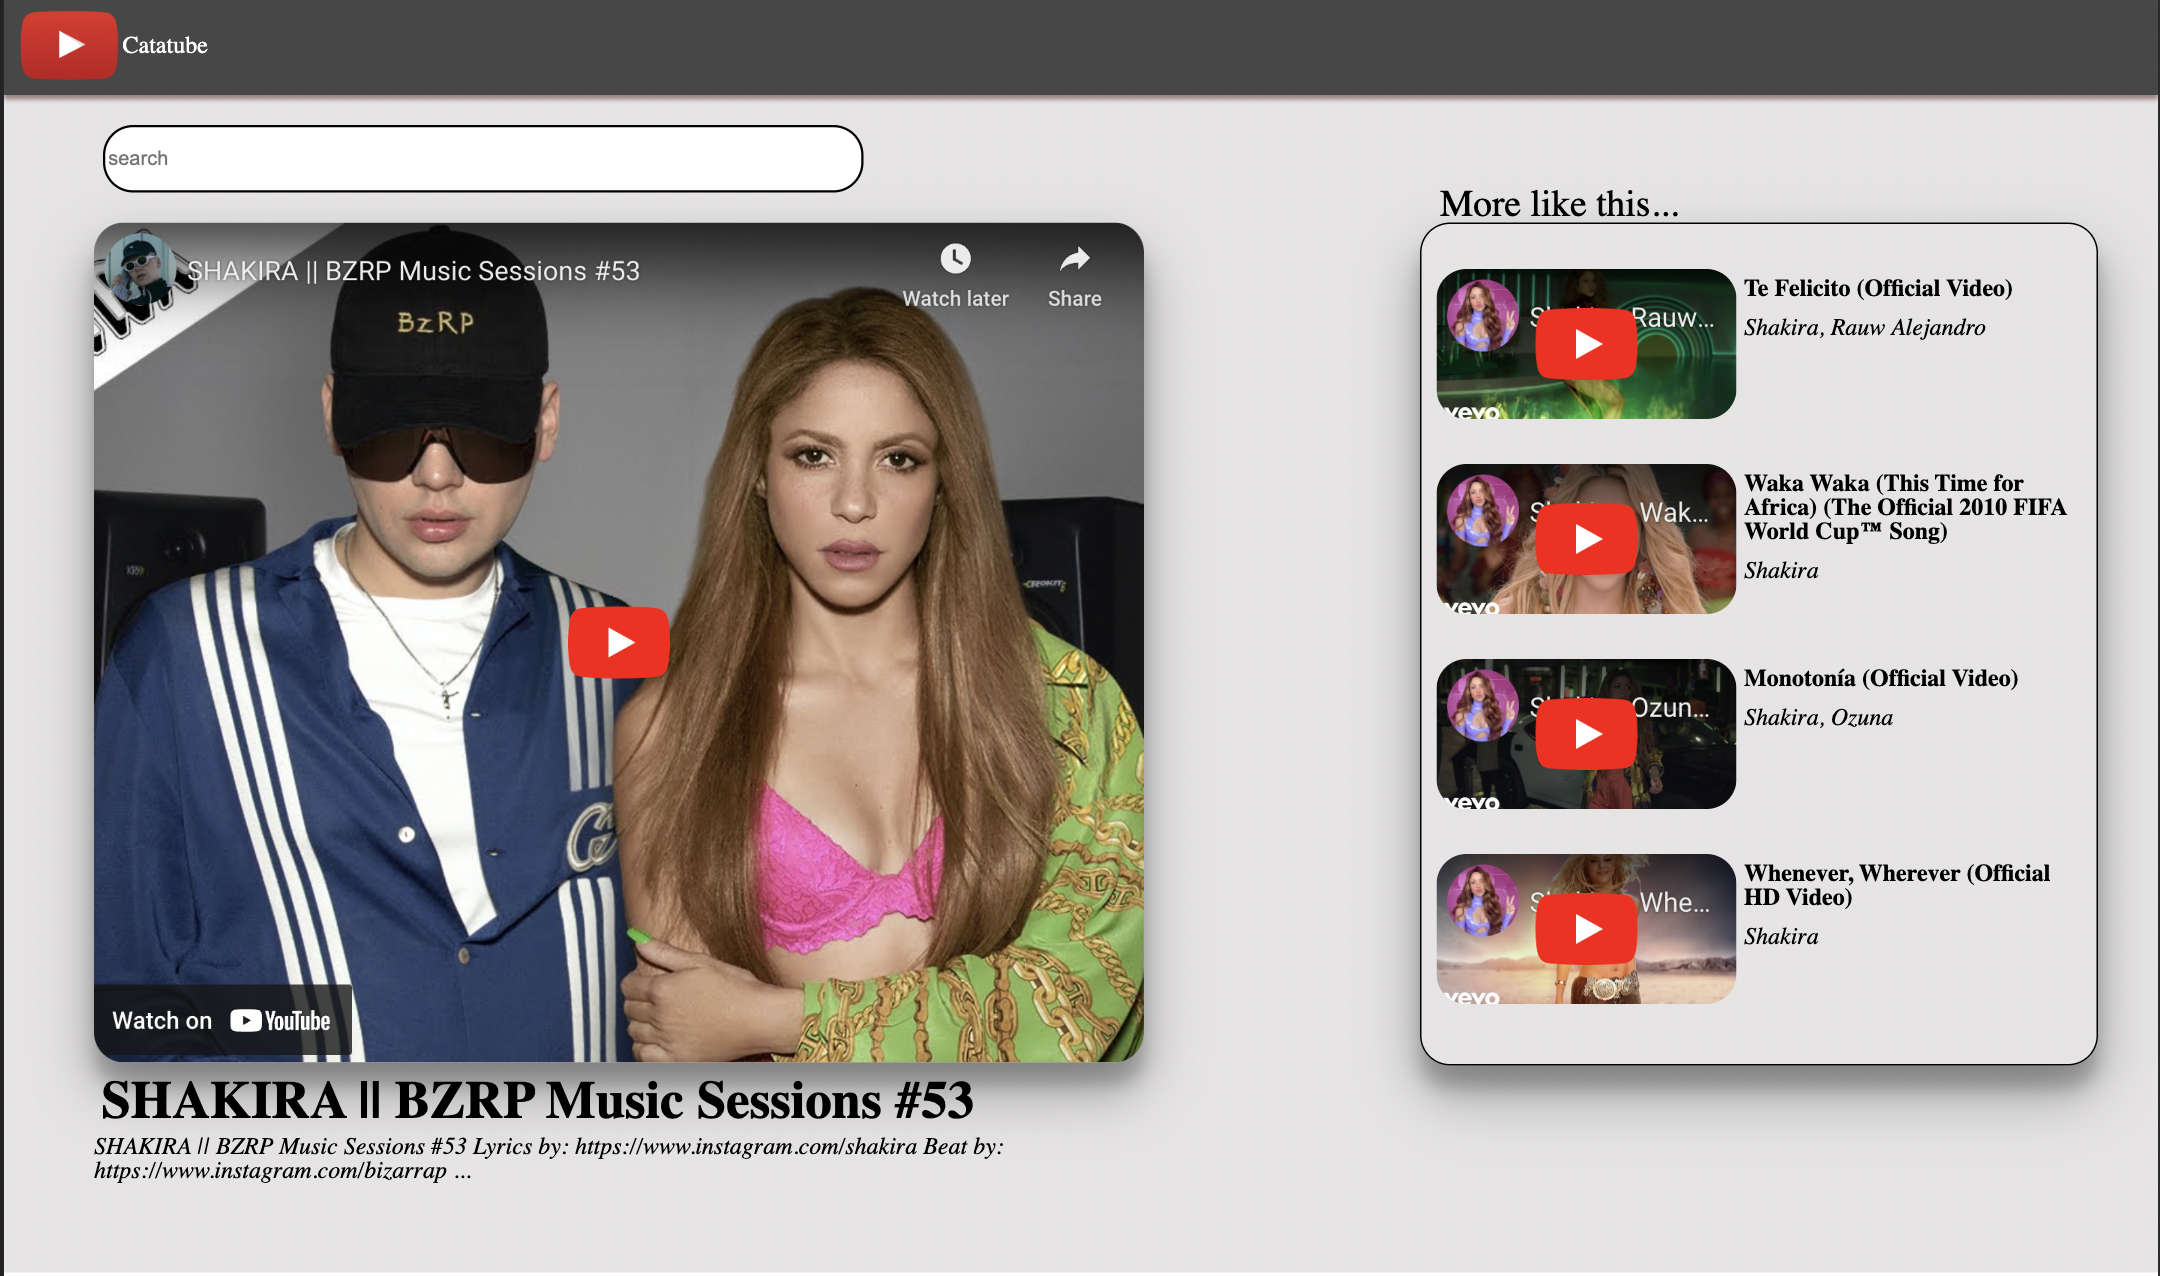 Catatube
search
SHAKIRA || BZRP Music Sessions #53
Watch later
Share
BzRP
KRK
CROKIT5
Watch on YouTube
SHAKIRA || BZRP Music Sessions #53
SHAKIRA || BZRP Music Sessions #53 Lyrics by: https://www.instagram.com/shakira Beat by:
https://www.instagram.com/bizarrap ...
More like this...
Rauw...
vevo
Te Felicito (Official Video)
Shakira, Rauw Alejandro
Wak...
vevo
Waka Waka (This Time for
Africa) (The Official 2010 FIFA
World Cup™ Song)
Shakira
Ozun...
vevo
Monotonía (Official Video)
Shakira, Ozuna
Whe...
vevo
Whenever, Wherever (Official
HD Video)
Shakira